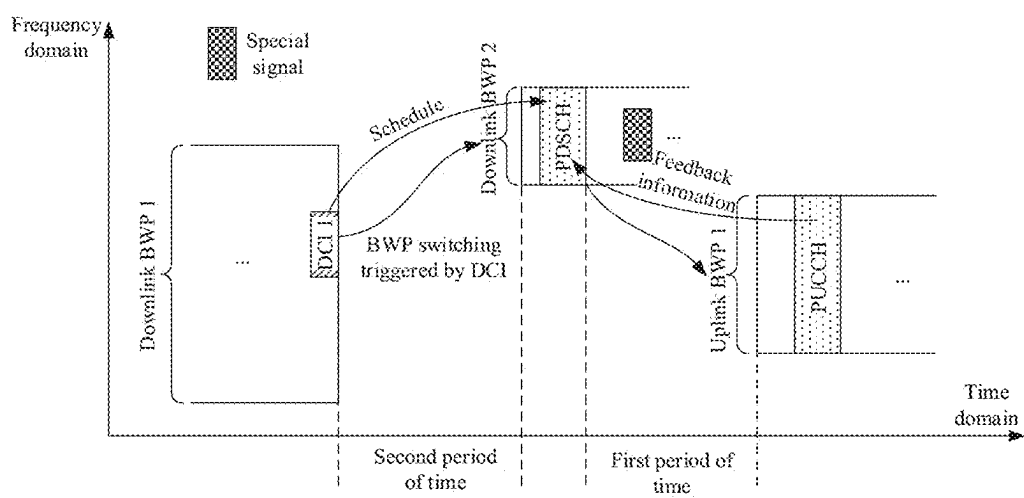 Frequency
domain
Special
signal
Downlink BWP 2
Schedule
PDSCH
...
Feedback
information
Downlink BWP 1
...
DCI 1
BWP switching
triggered by DCI
Uplink BWP 1
PUCCH
...
Time
domain
Second period
of time
First period of
time